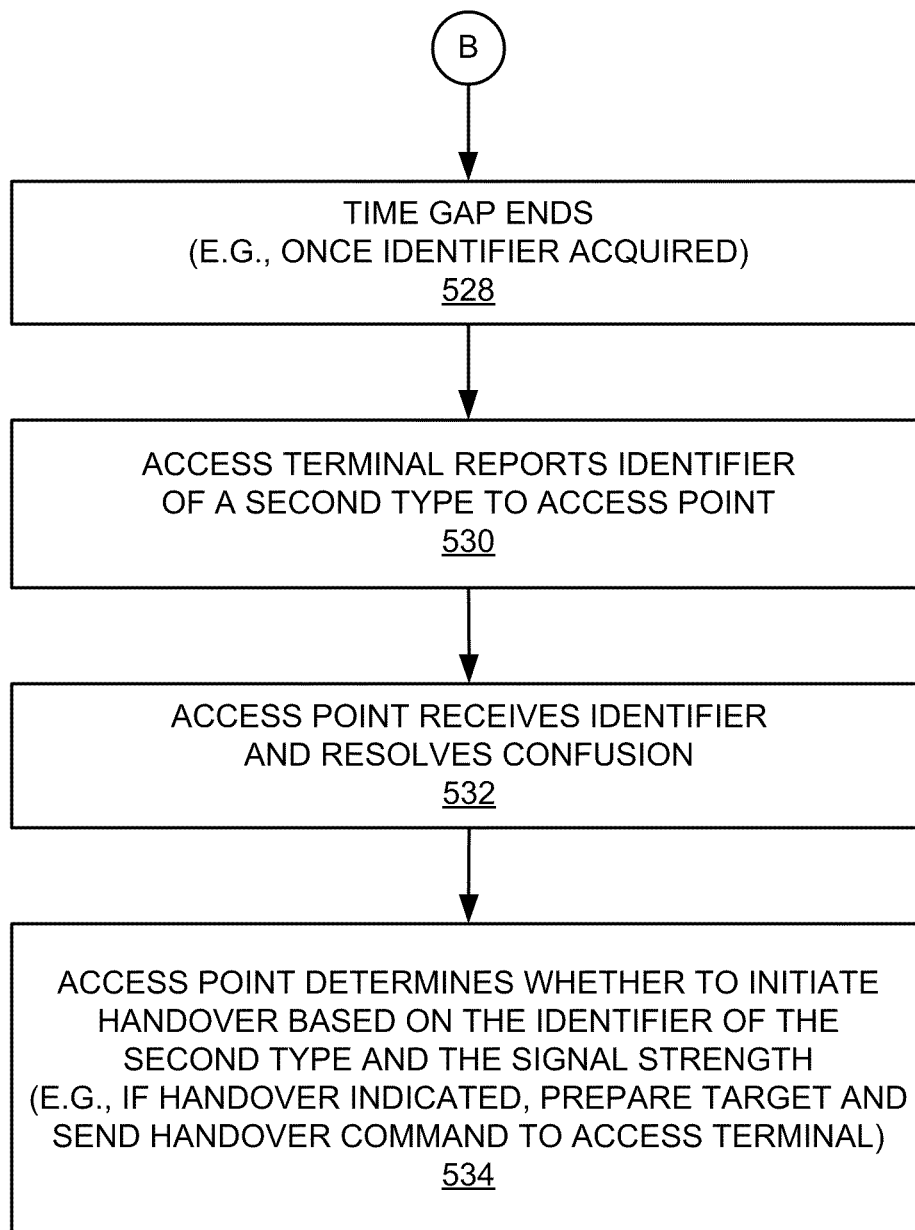 B
TIME GAP ENDS
(E.G., ONCE IDENTIFIER ACQUIRED)
528
ACCESS TERMINAL REPORTS IDENTIFIER
OF A SECOND TYPE TO ACCESS POINT
530
ACCESS POINT RECEIVES IDENTIFIER
AND RESOLVES CONFUSION
532
ACCESS POINT DETERMINES WHETHER TO INITIATE
HANDOVER BASED ON THE IDENTIFIER OF THE
SECOND TYPE AND THE SIGNAL STRENGTH
(E.G., IF HANDOVER INDICATED, PREPARE TARGET AND
SEND HANDOVER COMMAND TO ACCESS TERMINAL)
534